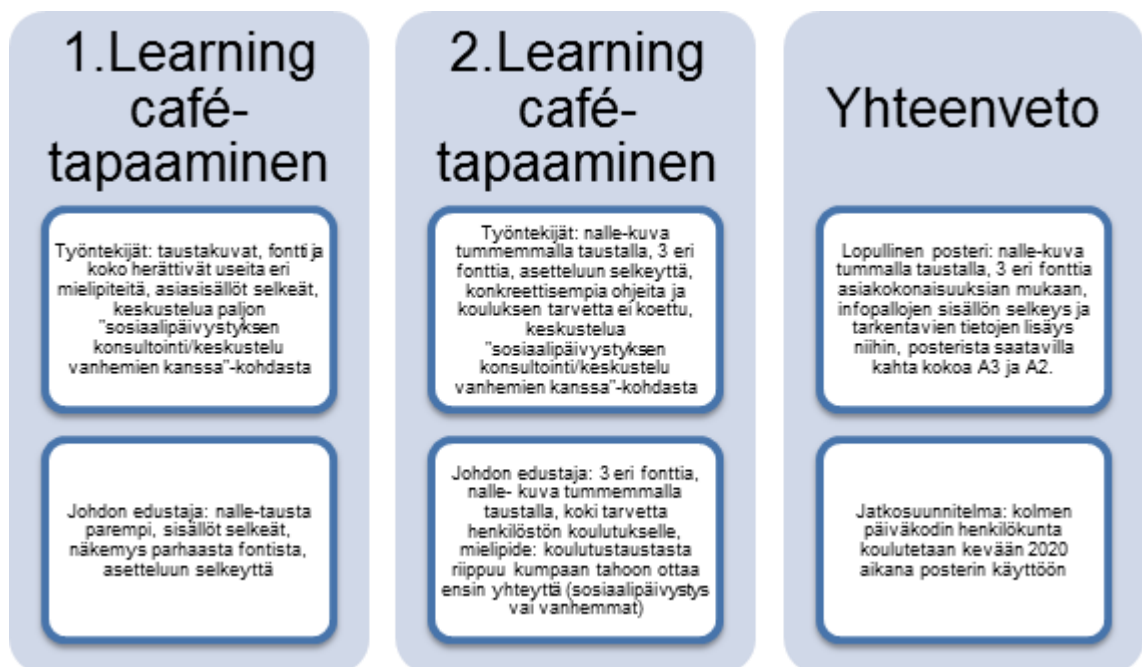 1.Learning
café-
tapaaminen
Työntekijät: taustakuvat, fontti ja
koko herättivät useita eri
mielipiteitä, asiasisällöt selkeät,
keskustelua paljon
"sosiaalipäivystyksen
konsultointi/keskustelu
vanhemien kanssa"-kohdasta
Johdon edustaja: nalle-tausta
parempi, sisällöt selkeät,
näkemys parhaasta fontista,
asetteluun selkeyttä
2.Learning
café-
tapaaminen
Työntekijät: nalle-kuva
tummemmalla taustalla, 3 eri
fonttia, asetteluun selkeyttä,
konkreettisempia ohjeita ja
kouluksen tarvetta ei koettu,
keskustelua
"sosiaalipäivystyksen
konsultointi/keskustelu
vanhemien kanssa"-kohdasta
Johdon edustaja: 3 eri fonttia,
nalle- kuva tummemmalla
taustalla, koki tarvetta
henkilöstön koulutukselle,
mielipide: koulutustaustasta
riippuu kumpaan tahoon ottaa
ensin yhteyttä (sosiaalipäivystys
vai vanhemmat)
Yhteenveto
Lopullinen posteri: nalle-kuva
tummalla taustalla, 3 eri fonttia
asiakokonaisuuksian mukaan,
infopallojen sisällön selkeys ja
tarkentavien tietojen lisäys
niihin, posterista saatavilla
kahta kokoa A3 ja A2.
Jatkosuunnitelma: kolmen
päiväkodin henkilökunta
koulutetaan kevään 2020
aikana posterin käyttöön